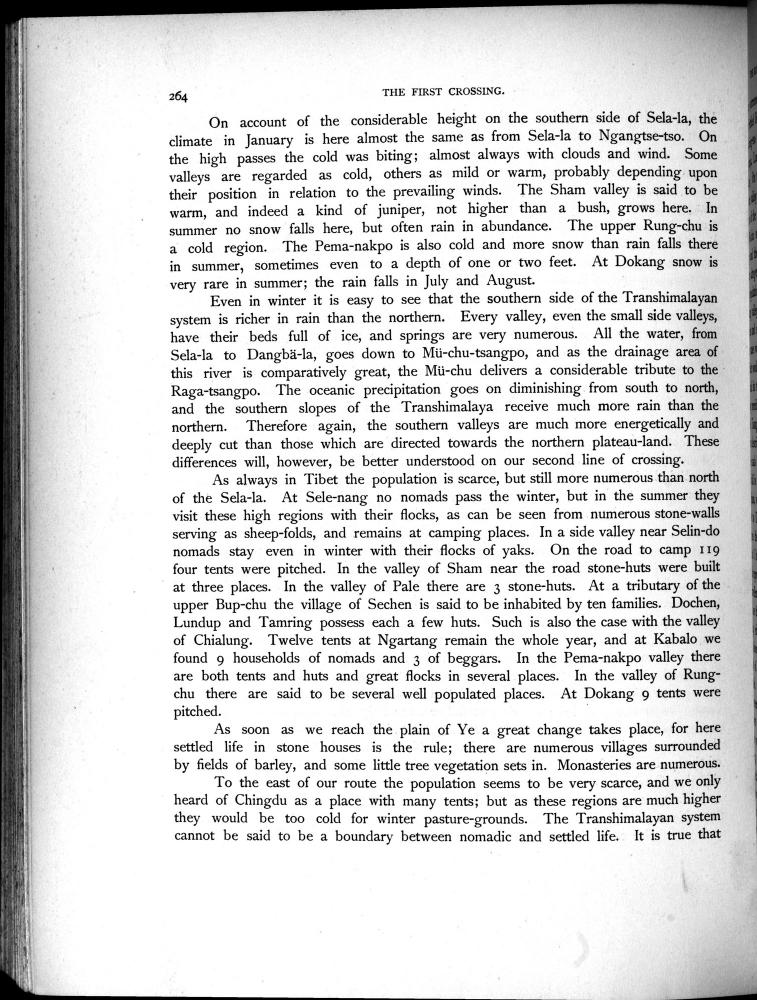 264
THE FIRST CROSSING.
On account of the considerable height on the southern side of Sela-la, the
climate in January is here almost the same as from Sela-la to Ngangtse-tso. On
the high passes the cold was biting; almost always with clouds and wind. Some
valleys are regarded as cold, others as mild or warm, probably depending upon
their position in relation to the prevailing winds. The Sham valley is said to be
warm, and indeed a kind of juniper, not higher than a bush, grows here. In
summer no snow falls here, but often rain in abundance. The upper Rung-chu is
a cold region. The Pema-nakpo is also cold and more snow than rain falls there
in summer, sometimes even to a depth of one or two feet. At Dokang snow is
very rare in summer; the rain falls in July and August.
Even in winter it is easy to see that the southern side of the Transhimalayan
system is richer in rain than the northern. Every valley, even the small side valleys,
have their beds full of ice, and springs are very numerous. All the water, from
Sela-la to Dangbä-la, goes down to Mü-chu-tsangpo, and as the drainage area of
this river is comparatively great, the Mü-chu delivers a considerable tribute to the
Raga-tsangpo. The oceanic precipitation goes on diminishing from south to north,
and the southern slopes of the Transhimalaya receive much more rain than the
northern. Therefore again, the southern valleys are much more energetically and
deeply cut than those which are directed towards the northern plateau-land. These
differences will, however, be better understood on our second line of crossing.
As always in Tibet the population is scarce, but still more numerous than north
of the Sela-la. At Sele-nang no nomads pass the winter, but in the summer they
visit these high regions with their flocks, as can be seen from numerous stone-walls
serving as sheep-folds, and remains at camping places. In a side valley near Selin-do
nomads stay even in winter with their flocks of yaks. On the road to camp 119
four tents were pitched. In the valley of Sham near the road stone-huts were built
at three places. In the valley of Pale there are 3 stone-huts. At a tributary of the
upper Bup-chu the village of Sechen is said to be inhabited by ten families. Dochen,
Lundup and Tamring possess each a few huts. Such is also the case with the valley
of Chialung. Twelve tents at Ngartang remain the whole year, and at Kabalo we
found 9 households of nomads and 3 of beggars. In the Pema-nakpo valley there
are both tents and huts and great flocks in several places. In the valley of Rung-
chu there are said to be several well populated places. At Dokang 9 tents were
pitched.
As soon as we reach the plain of Ye a great change takes place, for here
settled life in stone houses is the rule; there are numerous villages surrounded
by fields of barley, and some little tree vegetation sets in. Monasteries are numerous.
To the east of our route the population seems to be very scarce, and we only
heard of Chingdu as a place with many tents; but as these regions are much higher
they would be too cold for winter pasture-grounds. The Transhimalayan system
cannot be said to be a boundary between nomadic and settled life. It is true that